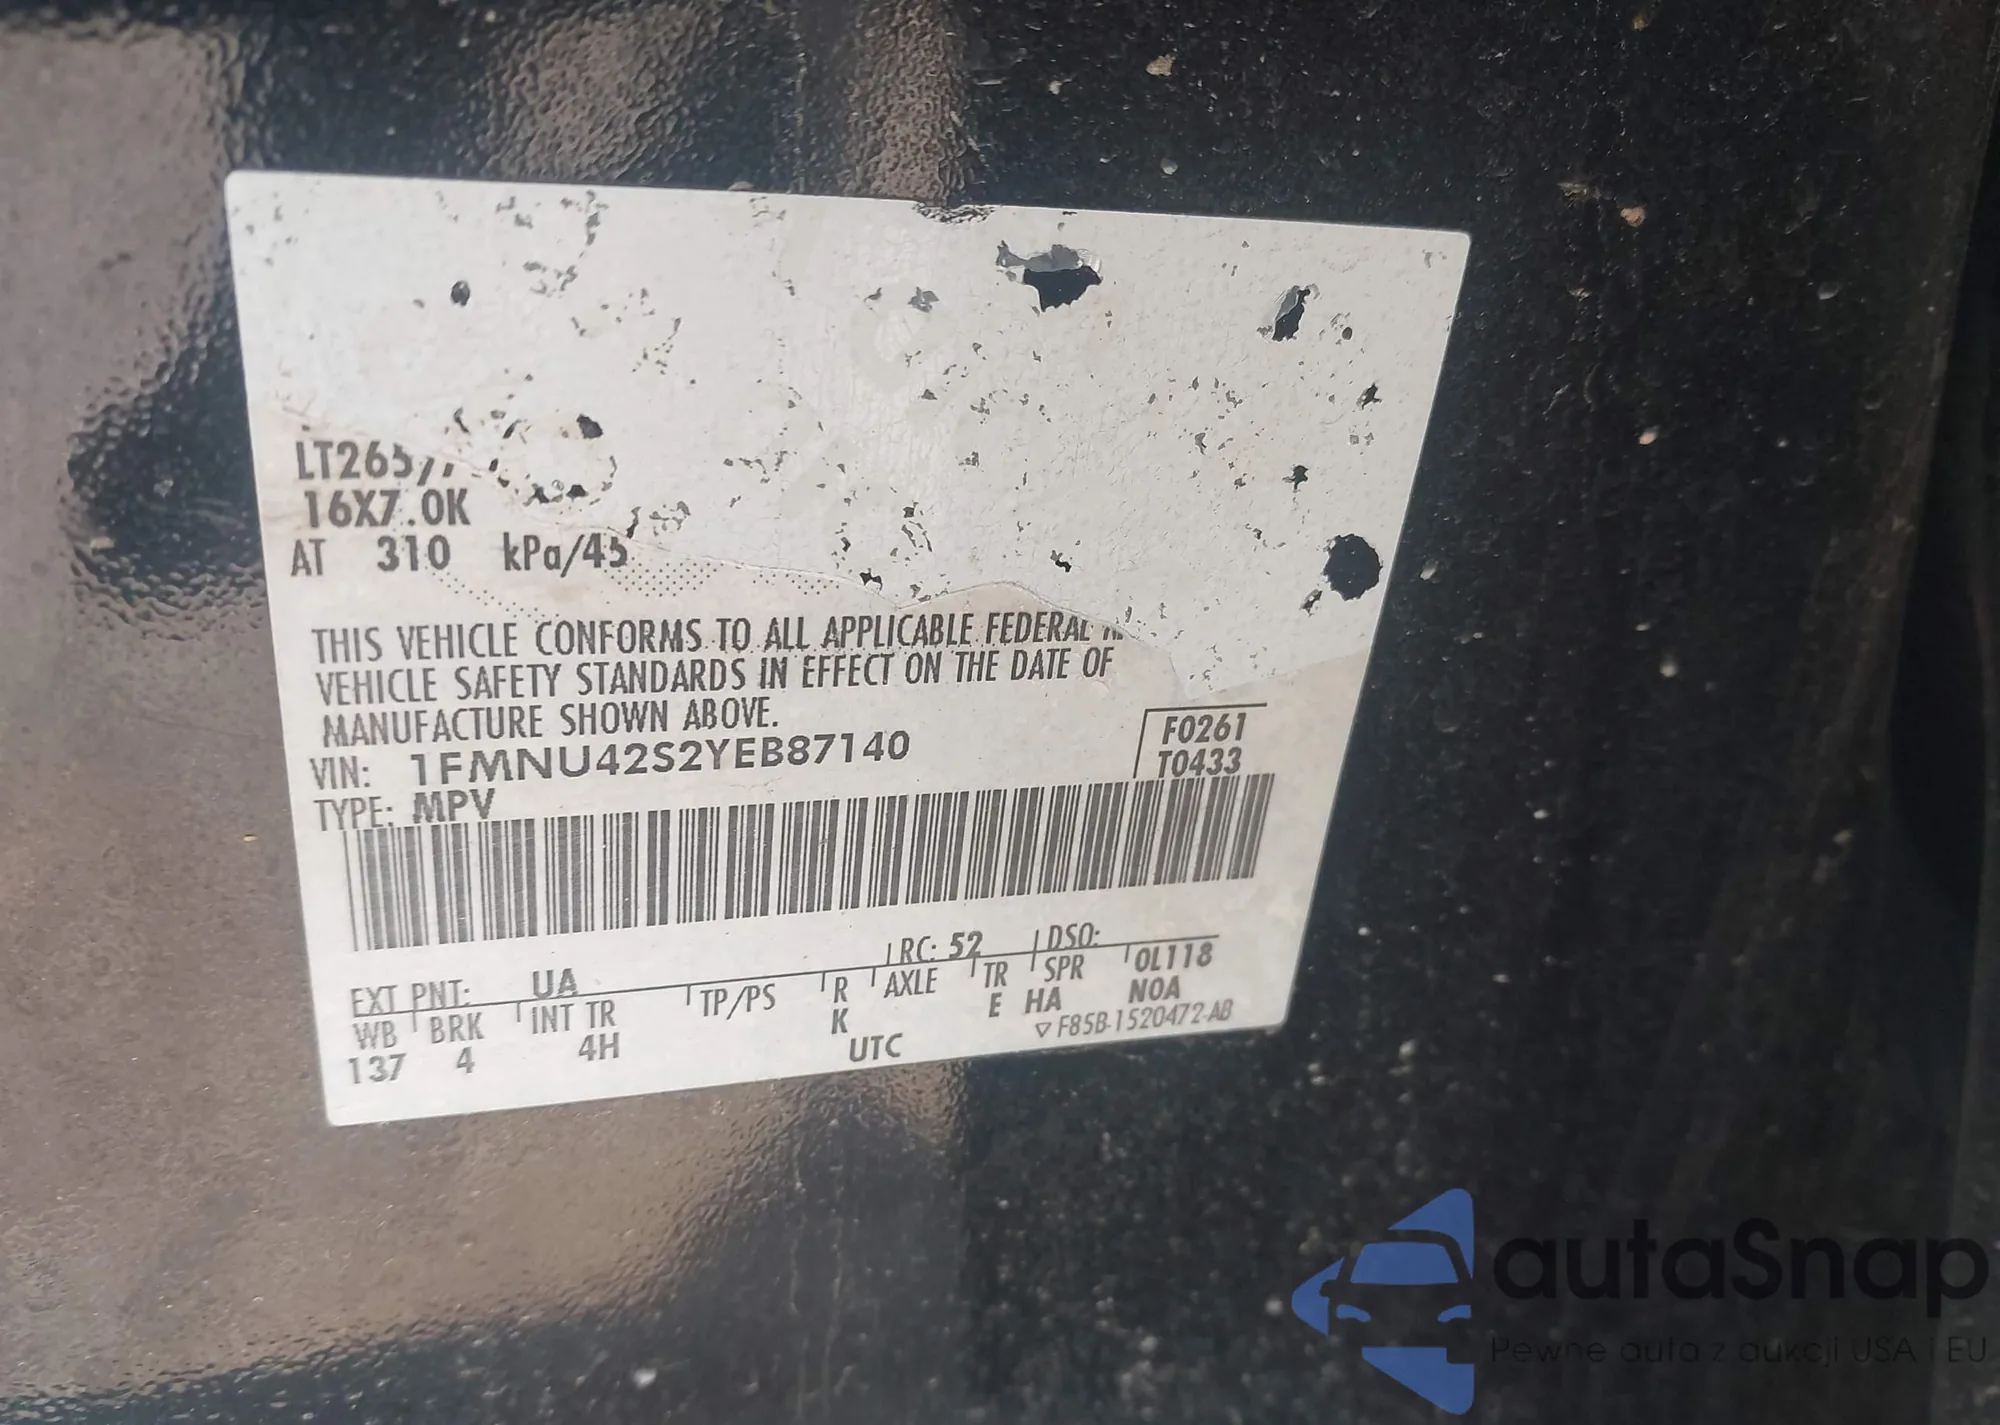 LT265/7
16X7.0K
AT 310 kPa/45
THIS VEHICLE CONFORMS TO ALL APPLICABLE FEDERAL
VEHICLE SAFETY STANDARDS IN EFFECT ON THE DATE OF
MANUFACTURE SHOWN ABOVE.
VIN: 1FMNU42S2YEB87140
F0261
TYPE: MPV
T0433
EXT PNT: UA
RC: 52
DSO:
WB BRK INT TR TP/PS R AXLE TR SPR OL118
137 4 4H K UTC E HA N0A
▽F85B-1520472-AB
autaSnap
Pewne auta z aukcji USA i EU